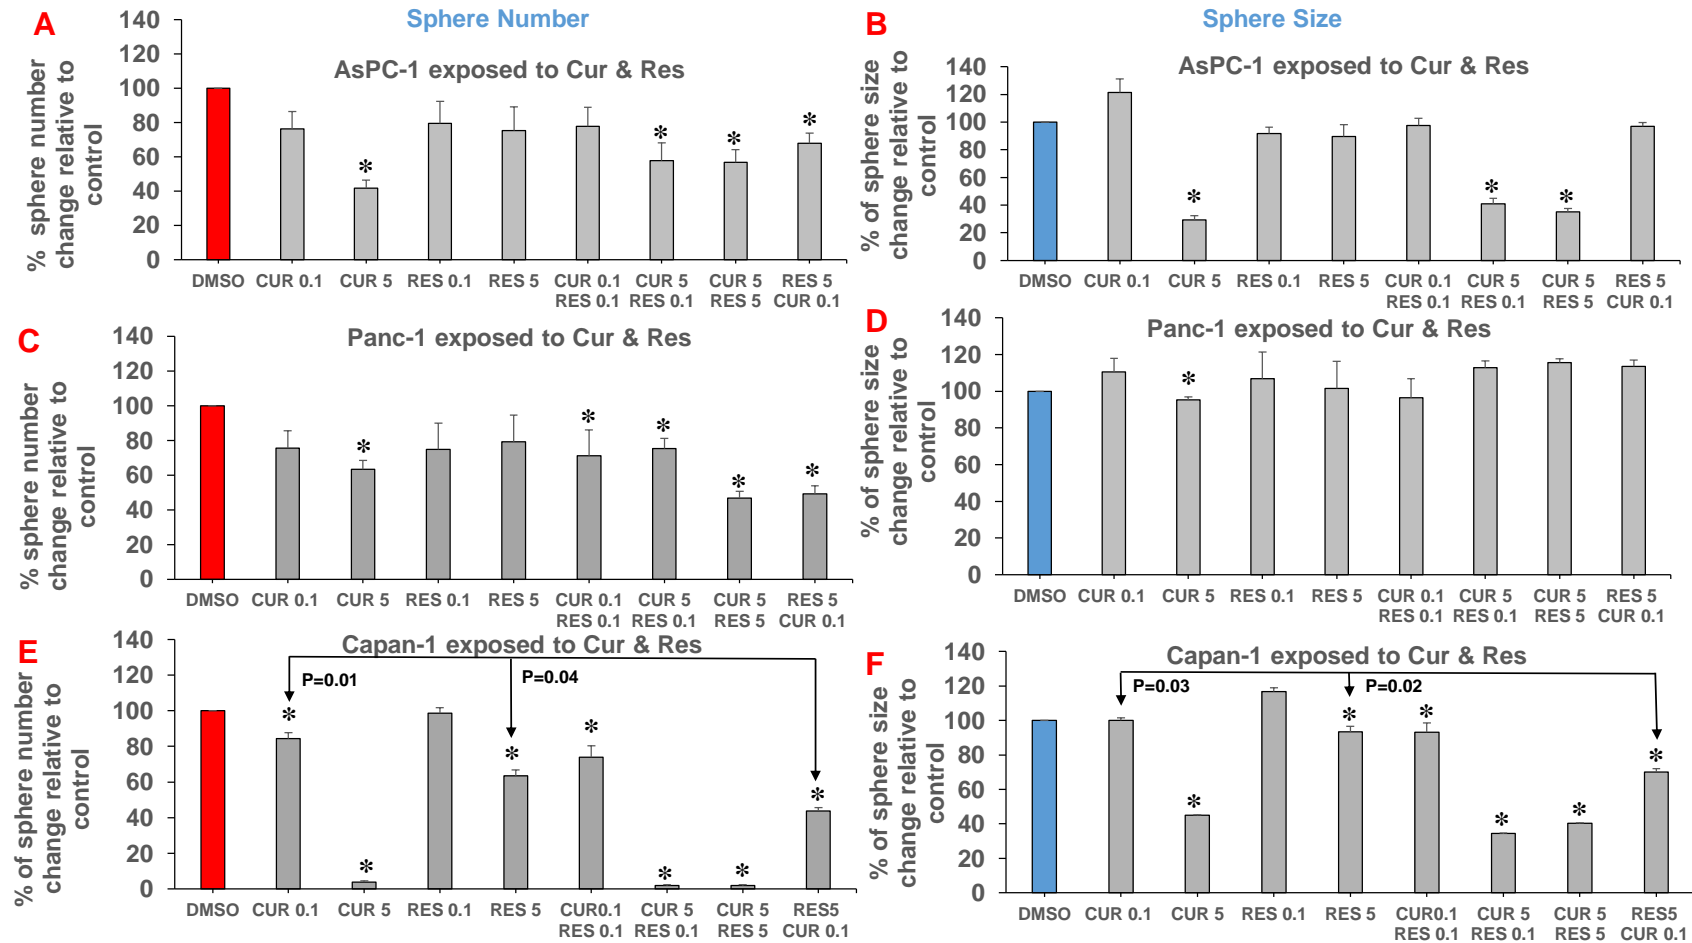 A
Sphere Number
% sphere number
change relative to
control
140
120
100
80
60
40
20
0
AsPC-1 exposed to Cur & Res
*
*
*
*
DMSO CUR 0.1 CUR 5 RES 0.1 RES 5 CUR 0.1 CUR 5 CUR 5 RES 5
RES 0.1 RES 0.1 RES 5 CUR 0.1
B
Sphere Size
% of sphere size
change relative to
control
140
120
100
80
60
40
20
0
AsPC-1 exposed to Cur & Res
*
*
*
DMSO CUR 0.1 CUR 5 RES 0.1 RES 5 CUR 0.1 CUR 5 CUR 5 RES 5
RES 0.1 RES 0.1 RES 5 CUR 0.1
C
% sphere number
change relative to
control
140
120
100
80
60
40
20
0
Panc-1 exposed to Cur & Res
*
*
*
*
*
DMSO CUR 0.1 CUR 5 RES 0.1 RES 5 CUR 0.1 CUR 5 CUR 5 RES 5
RES 0.1 RES 0.1 RES 5 CUR 0.1
D
% of sphere size
change relative to
control
140
120
100
80
60
40
20
0
Panc-1 exposed to Cur & Res
*
DMSO CUR 0.1 CUR 5 RES 0.1 RES 5 CUR 0.1 CUR 5 CUR 5 RES 5
RES 0.1 RES 0.1 RES 5 CUR 0.1
E
% of sphere number
change relative to
control
140
120
100
80
60
40
20
0
Capan-1 exposed to Cur & Res
P=0.01
P=0.04
*
*
*
*
*
*
*
DMSO CUR 0.1 CUR 5 RES 0.1 RES 5 CUR0.1 CUR 5 CUR 5 RES5
RES 0.1 RES 0.1 RES 5 CUR 0.1
F
% of sphere size
change relative to
control
140
120
100
80
60
40
20
0
Capan-1 exposed to Cur & Res
P=0.03
P=0.02
*
*
*
*
*
*
DMSO CUR 0.1 CUR 5 RES 0.1 RES 5 CUR0.1 CUR 5 CUR 5 RES5
RES 0.1 RES 0.1 RES 5 CUR 0.1